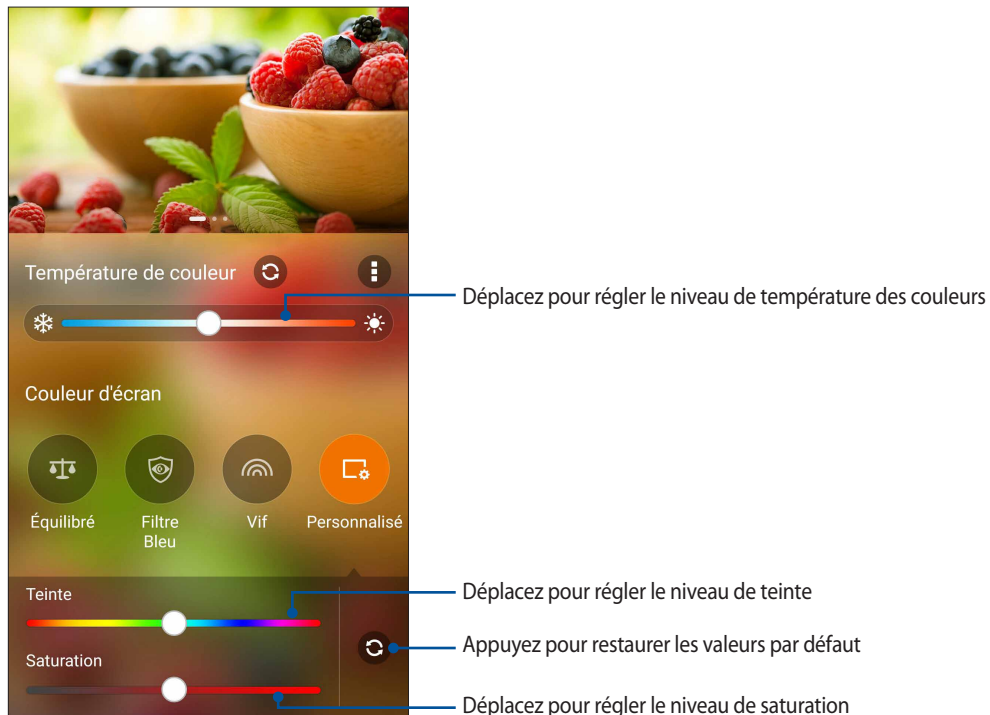 Température de couleur
Déplacez pour régler le niveau de température des couleurs
Couleur d'écran
Équilibré
Filtre
Bleu
Vif
Personnalisé
Teinte
Déplacez pour régler le niveau de teinte
Appuyez pour restaurer les valeurs par défaut
Saturation
Déplacez pour régler le niveau de saturation